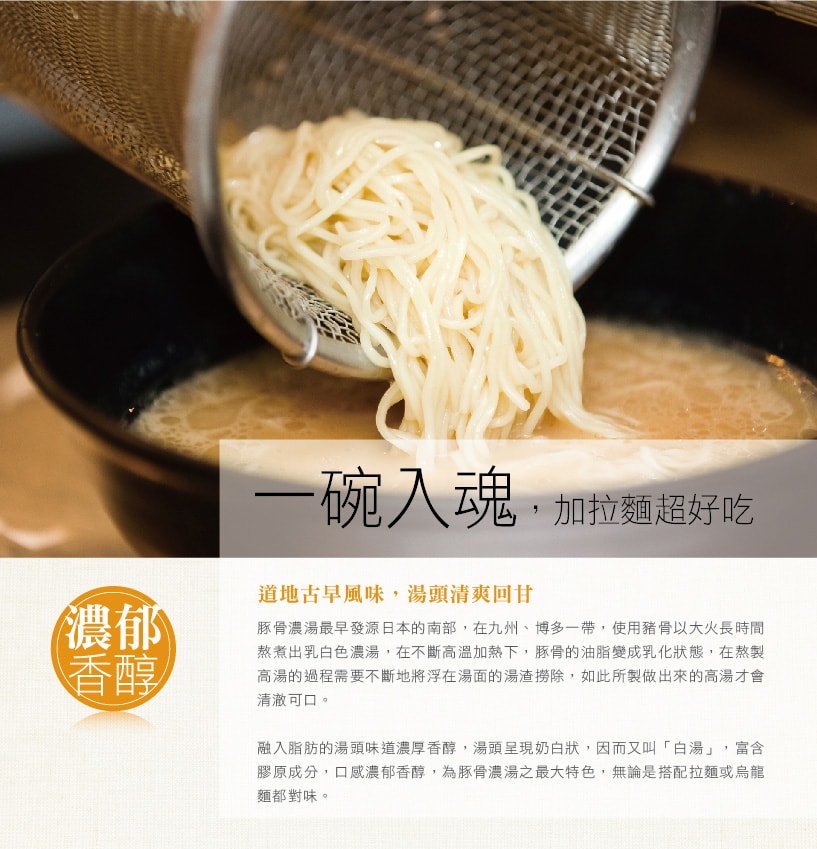 一碗入魂，加拉麵超好吃
濃郁
香醇
道地古早風味，湯頭清爽回甘
豚骨濃湯最早發源日本的南部，在九州、博多一帶，使用豬骨以大火長時間
熬煮出乳白色濃湯，在不斷高溫加熱下，豚骨的油脂變成乳化狀態，在熬製
高湯的過程需要不斷地將浮在湯面的湯渣撈除，如此所製做出來的高湯才會
清澈可口。
融入脂肪的湯頭味道濃厚香醇，湯頭呈現奶白狀，因而又叫「白湯」，富含
膠原成分，口感濃郁香醇，為豚骨濃湯之最大特色，無論是搭配拉麵或烏龍
麵都對味。